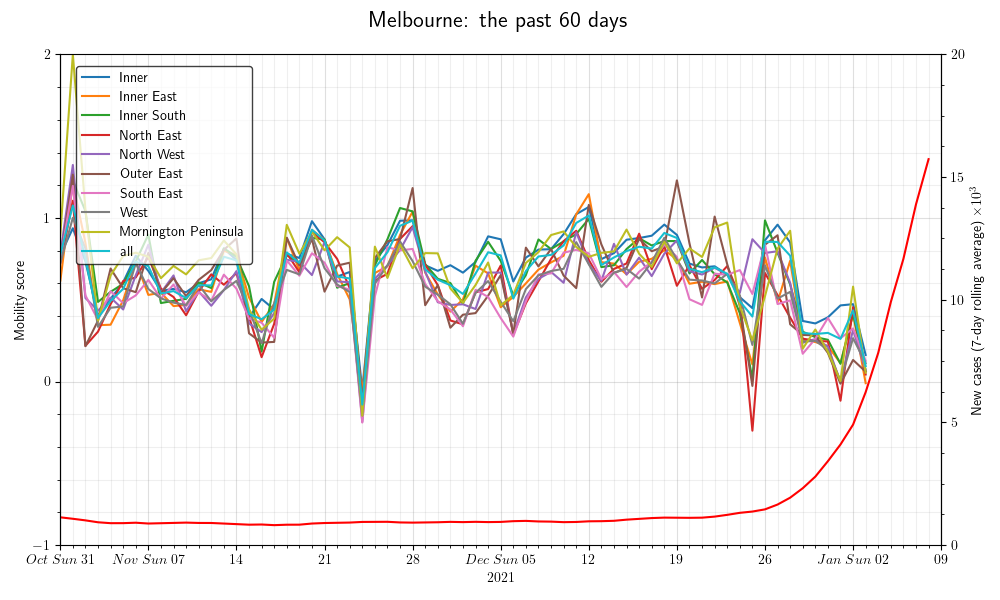 Melbourne: the past 60 days
2
1
0
−1
Mobility score
Inner
Inner East
Inner South
North East
North West
Outer East
South East
West
Mornington Peninsula
all
20
15
10
5
0
New cases (7-day rolling average) ×10³
Oct Sun 31 Nov Sun 07 14 21 28 Dec Sun 05 12 19 26 Jan Sun 02 09
2021